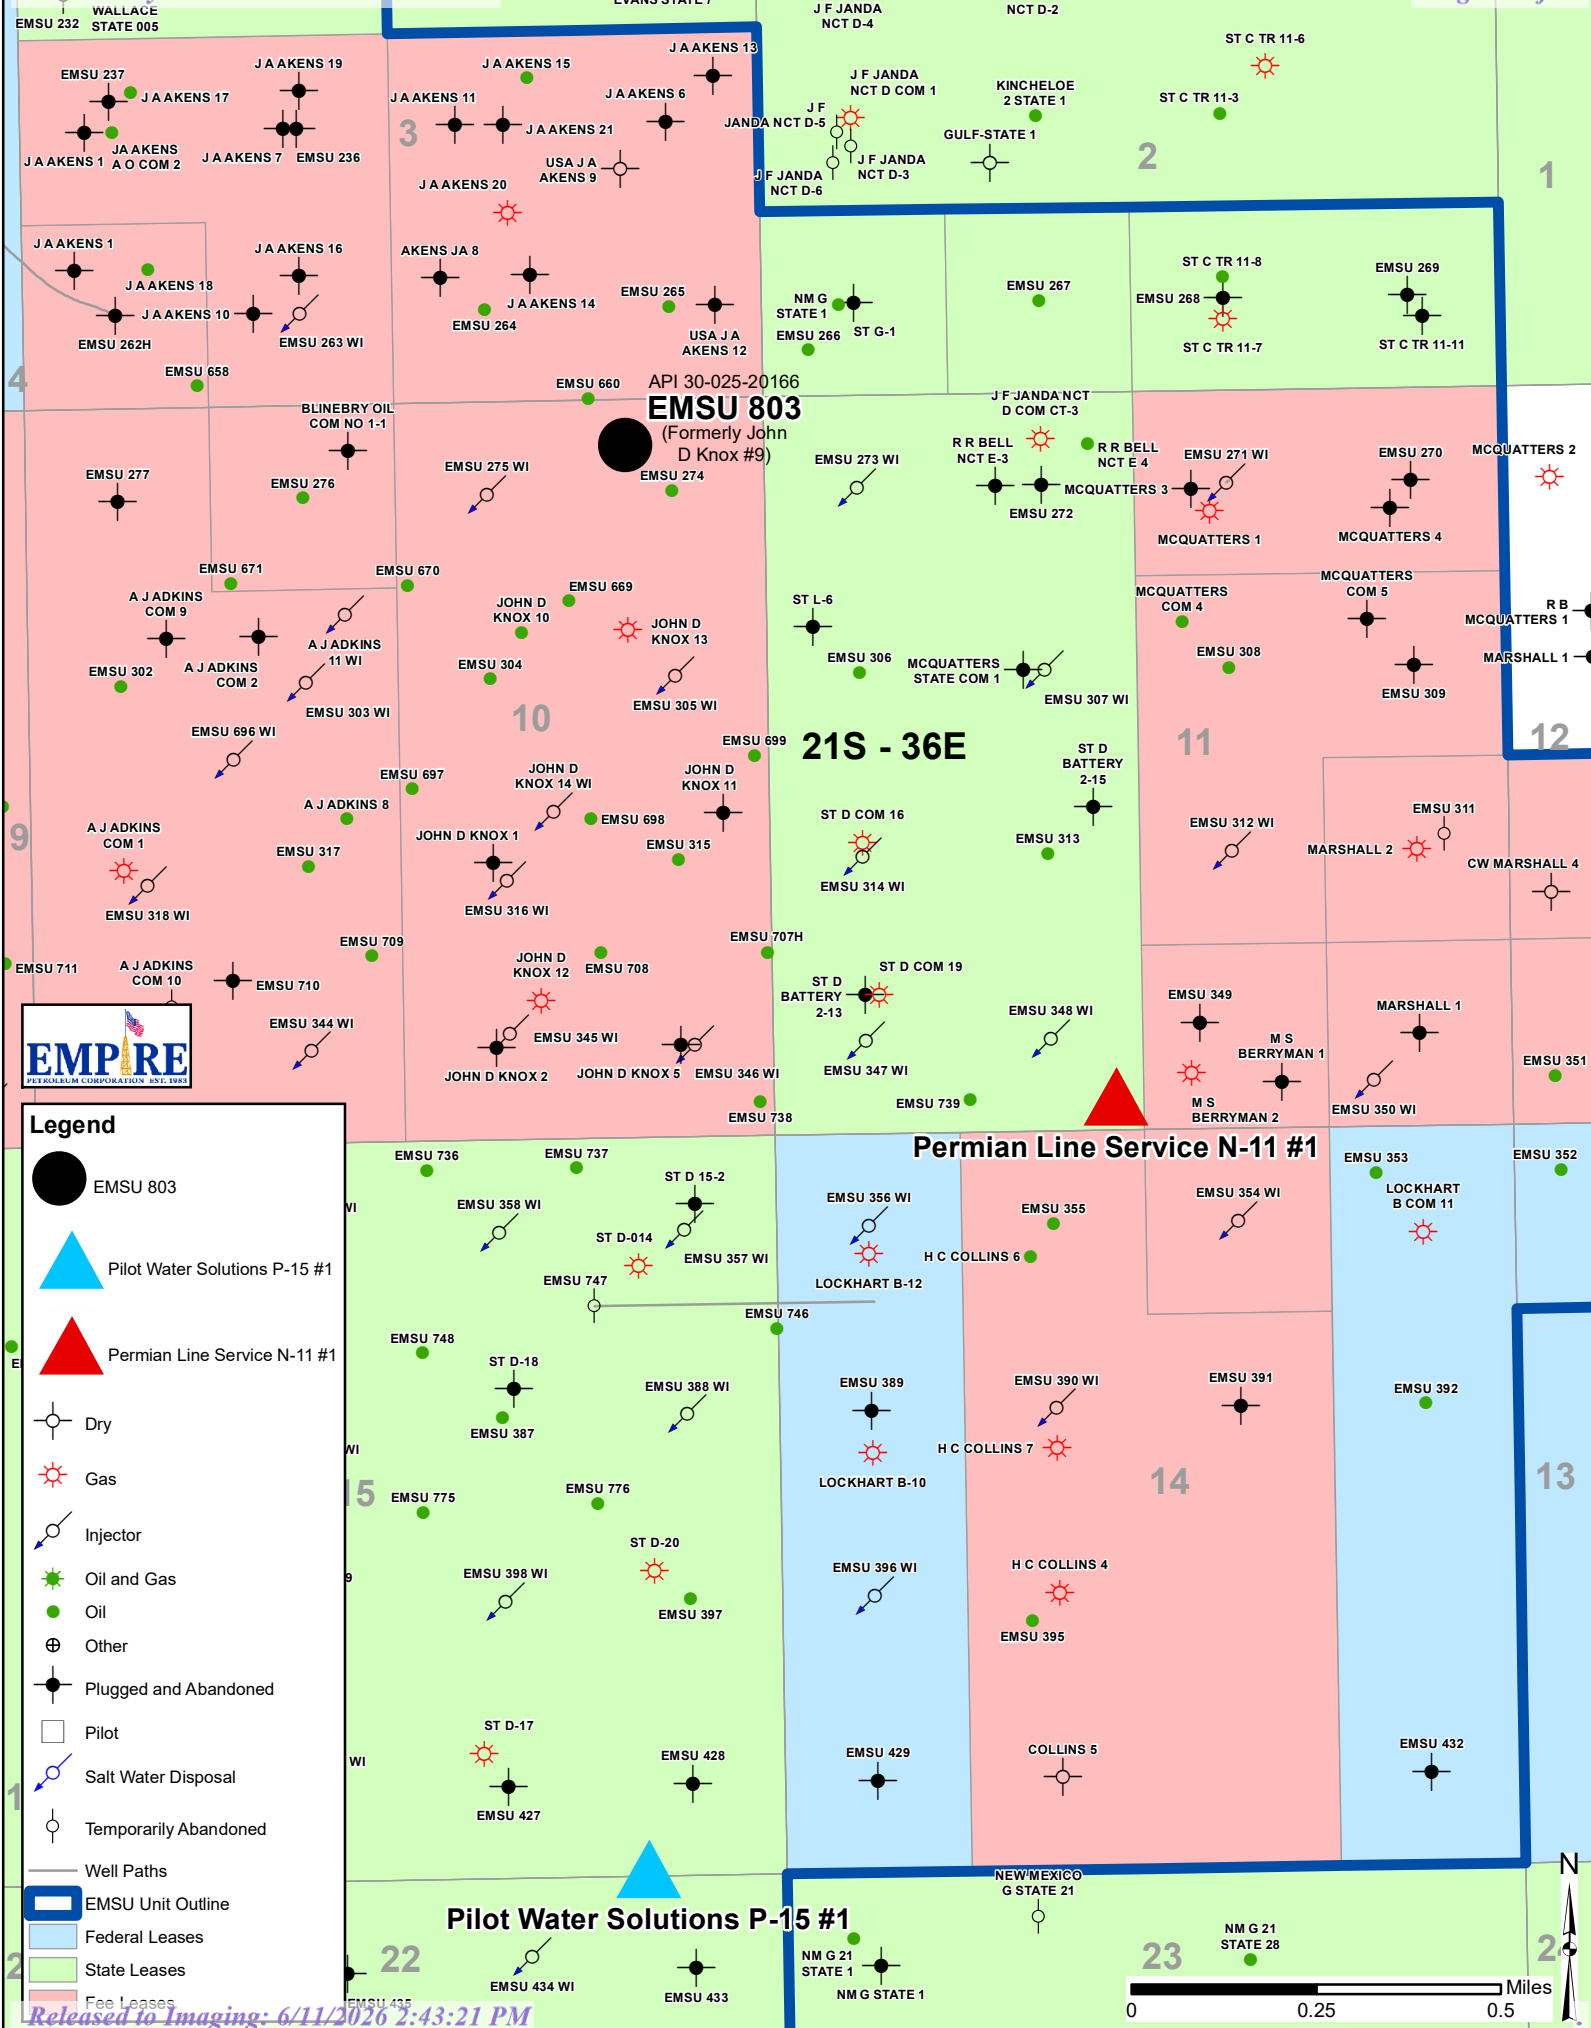 EMSU 232
WALLACE
STATE 005
EVANS STATE 7
J F JANDA
NCT D-4
NCT D-2
ST C TR 11-6
J A AKENS 13
EMSU 237
J A AKENS 17
J A AKENS 19
J A AKENS 15
J A AKENS 11
J A AKENS 6
J A AKENS 21
J F JANDA
NCT D COM 1
J F
JANDA NCT D-5
KINCHELOE
2 STATE 1
ST C TR 11-3
GULF-STATE 1
J A AKENS 1
JA AKENS
A O COM 2
J A AKENS 7
EMSU 236
3
USA J A
AKENS 9
J F JANDA
NCT D-3
J F JANDA
NCT D-6
2
1
J A AKENS 20
J A AKENS 1
J A AKENS 16
AKENS JA 8
J A AKENS 18
J A AKENS 10
J A AKENS 14
EMSU 262H
EMSU 263 WI
EMSU 264
EMSU 265
USA J A
AKENS 12
NM G
STATE 1
ST G-1
EMSU 266
EMSU 267
ST C TR 11-8
EMSU 268
ST C TR 11-7
EMSU 269
ST C TR 11-11
4
EMSU 658
EMSU 660
API 30-025-20166
EMSU 803
(Formerly John
D Knox #9)
BLINEBRY OIL
COM NO 1-1
J F JANDA NCT
D COM CT-3
R R BELL
NCT E-3
R R BELL
NCT E 4
EMSU 277
EMSU 276
EMSU 275 WI
EMSU 274
EMSU 273 WI
EMSU 272
MCQUATTERS 3
EMSU 271 WI
MCQUATTERS 1
EMSU 270
MCQUATTERS 4
MCQUATTERS 2
EMSU 671
EMSU 670
EMSU 669
A J ADKINS
COM 9
A J ADKINS
COM 2
A J ADKINS
11 WI
JOHN D
KNOX 10
JOHN D
KNOX 13
ST L-6
MCQUATTERS
COM 4
MCQUATTERS
COM 5
R B
MCQUATTERS 1
MARSHALL 1
EMSU 302
EMSU 303 WI
EMSU 304
EMSU 305 WI
EMSU 306
MCQUATTERS
STATE COM 1
EMSU 307 WI
EMSU 308
EMSU 309
10
11
12
21S - 36E
EMSU 696 WI
EMSU 697
EMSU 699
A J ADKINS 8
JOHN D
KNOX 14 WI
JOHN D
KNOX 11
ST D
BATTERY
2-15
9
A J ADKINS
COM 1
EMSU 317
JOHN D KNOX 1
EMSU 698
EMSU 315
ST D COM 16
EMSU 314 WI
EMSU 313
EMSU 312 WI
EMSU 311
MARSHALL 2
CW MARSHALL 4
EMSU 318 WI
EMSU 316 WI
EMSU 709
EMSU 707H
EMSU 711
A J ADKINS
COM 10
EMSU 710
JOHN D
KNOX 12
EMSU 708
ST D COM 19
ST D
BATTERY
2-13
EMSU 344 WI
EMSU 345 WI
JOHN D KNOX 2
JOHN D KNOX 5
EMSU 346 WI
EMSU 347 WI
EMSU 348 WI
EMSU 349
M S
BERRYMAN 1
MARSHALL 1
M S
BERRYMAN 2
EMSU 350 WI
EMSU 351
EMSU 738
EMSU 739
EMPIRE
PETROLEUM CORPORATION EST. 1983
Permian Line Service N-11 #1
EMSU 736
EMSU 737
ST D 15-2
EMSU 358 WI
ST D-014
EMSU 357 WI
EMSU 356 WI
LOCKHART B-12
EMSU 355
H C COLLINS 6
EMSU 354 WI
EMSU 353
LOCKHART
B COM 11
EMSU 352
EMSU 747
EMSU 746
EMSU 748
ST D-18
EMSU 387
EMSU 388 WI
EMSU 389
LOCKHART B-10
EMSU 390 WI
H C COLLINS 7
EMSU 391
EMSU 392
15
14
13
EMSU 775
EMSU 776
ST D-20
EMSU 398 WI
EMSU 397
EMSU 396 WI
H C COLLINS 4
EMSU 395
ST D-17
EMSU 427
EMSU 428
EMSU 429
COLLINS 5
EMSU 432
Pilot Water Solutions P-15 #1
NEW MEXICO
G STATE 21
22
EMSU 434 WI
EMSU 433
EMSU 435
NM G 21
STATE 1
NM G STATE 1
NM G 21
STATE 28
23
WI
WI
9
WI
Legend
EMSU 803
Pilot Water Solutions P-15 #1
Permian Line Service N-11 #1
Dry
Gas
Injector
Oil and Gas
Oil
Other
Plugged and Abandoned
Pilot
Salt Water Disposal
Temporarily Abandoned
Well Paths
EMSU Unit Outline
Federal Leases
State Leases
Fee Leases
N
Miles
0 0.25 0.5
Released to Imaging: 6/11/2026 2:43:21 PM